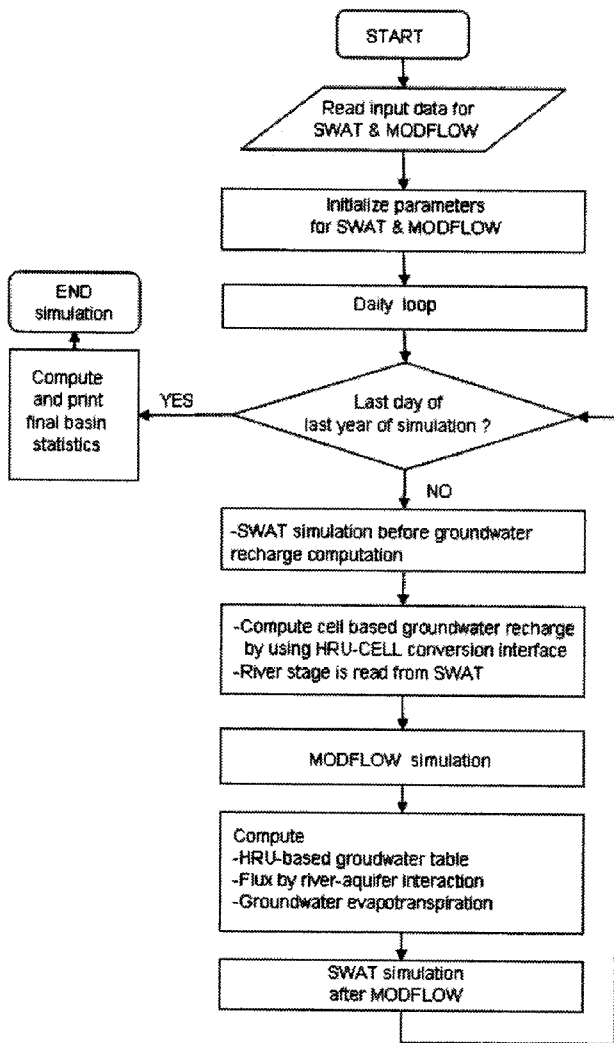 START
Read input data for
SWAT & MODFLOW
Initialize parameters
for SWAT & MODFLOW
Daily loop
END
simulation
Compute
and print
final basin
statistics
YES
Last day of
last year of simulation ?
NO
-SWAT simulation before groundwater
recharge computation
-Compute cell based groundwater recharge
by using HRU-CELL conversion interface
-River stage is read from SWAT
MODFLOW simulation
Compute
-HRU-based groudwater table
-Flux by river-aquifer interaction
-Groundwater evapotranspiration
SWAT simulation
after MODFLOW